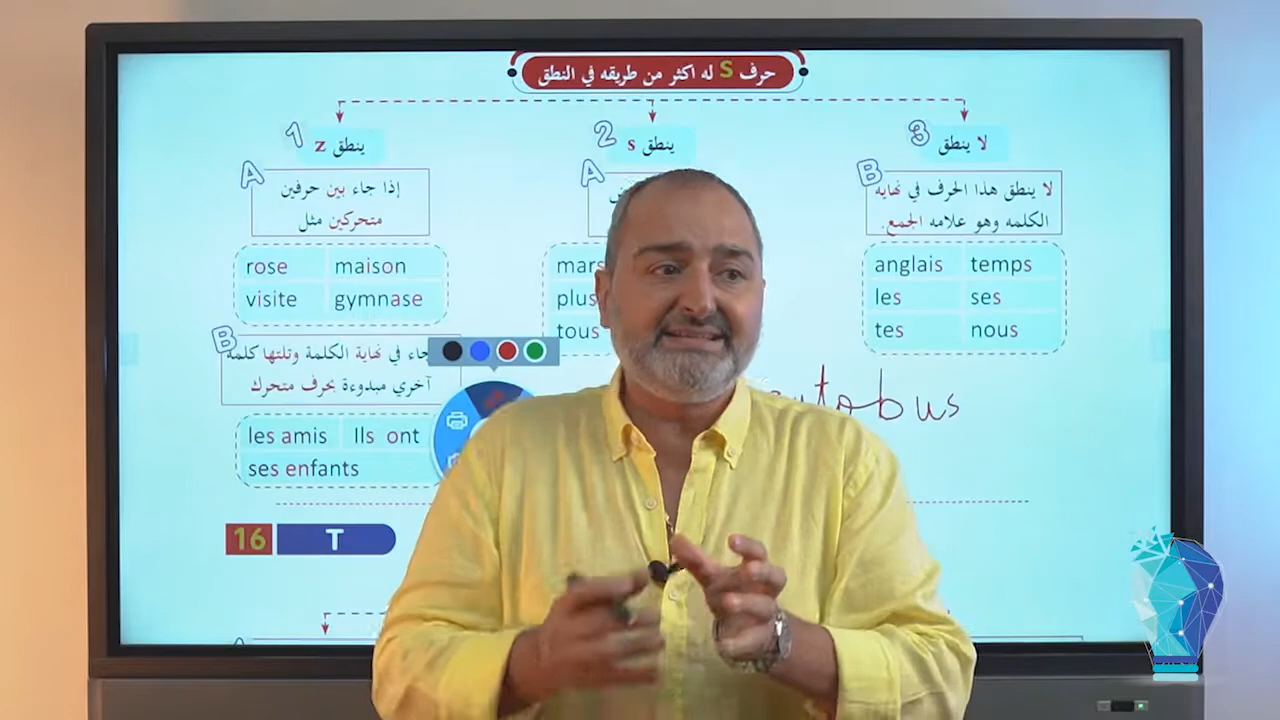 حرف S له اكثر من طريقه في النطق
1 ينطق z
2 ينطق s
3 لا ينطق
A
إذا جاء بين حرفين
متحركين مثل
rose maison
visite gymnase
B
جاء في نهاية الكلمة وتلتها كلمة
آخري مبدوءة بحرف متحرك
les amis Ils ont
ses enfants
A
mars
plus
tous
B
لا ينطق هذا الحرف في نهايه
الكلمه وهو علامه الجمع.
anglais temps
les ses
tes nous
16 T